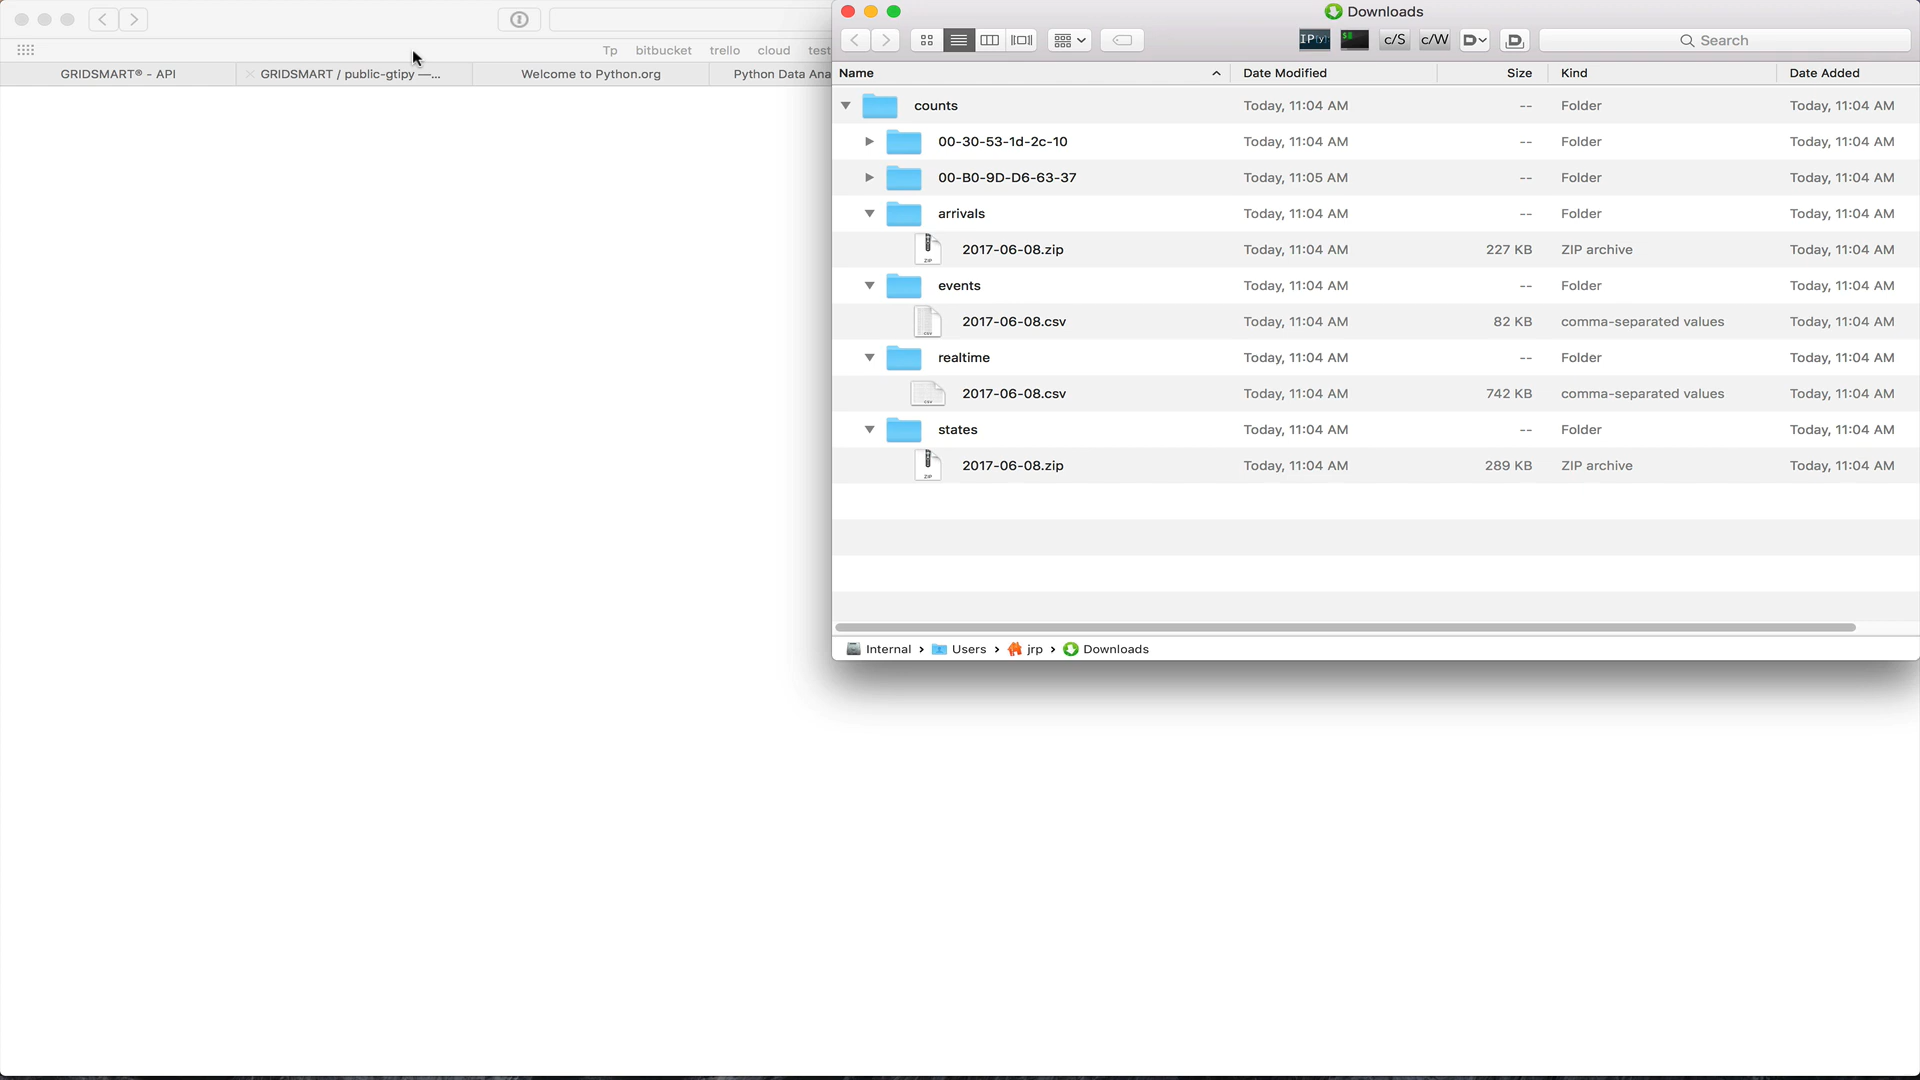 Downloads
IP[y]: $ c/S c/W Search
Tp bitbucket trello cloud test
GRIDSMART® - API GRIDSMART / public-gtipy —... Welcome to Python.org Python Data Ana
Name Date Modified Size Kind Date Added
counts Today, 11:04 AM -- Folder Today, 11:04 AM
00-30-53-1d-2c-10 Today, 11:04 AM -- Folder Today, 11:04 AM
00-B0-9D-D6-63-37 Today, 11:05 AM -- Folder Today, 11:04 AM
arrivals Today, 11:04 AM -- Folder Today, 11:04 AM
ZIP 2017-06-08.zip Today, 11:04 AM 227 KB ZIP archive Today, 11:04 AM
events Today, 11:04 AM -- Folder Today, 11:04 AM
CSV 2017-06-08.csv Today, 11:04 AM 82 KB comma-separated values Today, 11:04 AM
realtime Today, 11:04 AM -- Folder Today, 11:04 AM
CSV 2017-06-08.csv Today, 11:04 AM 742 KB comma-separated values Today, 11:04 AM
states Today, 11:04 AM -- Folder Today, 11:04 AM
ZIP 2017-06-08.zip Today, 11:04 AM 289 KB ZIP archive Today, 11:04 AM
Internal › Users › jrp › Downloads